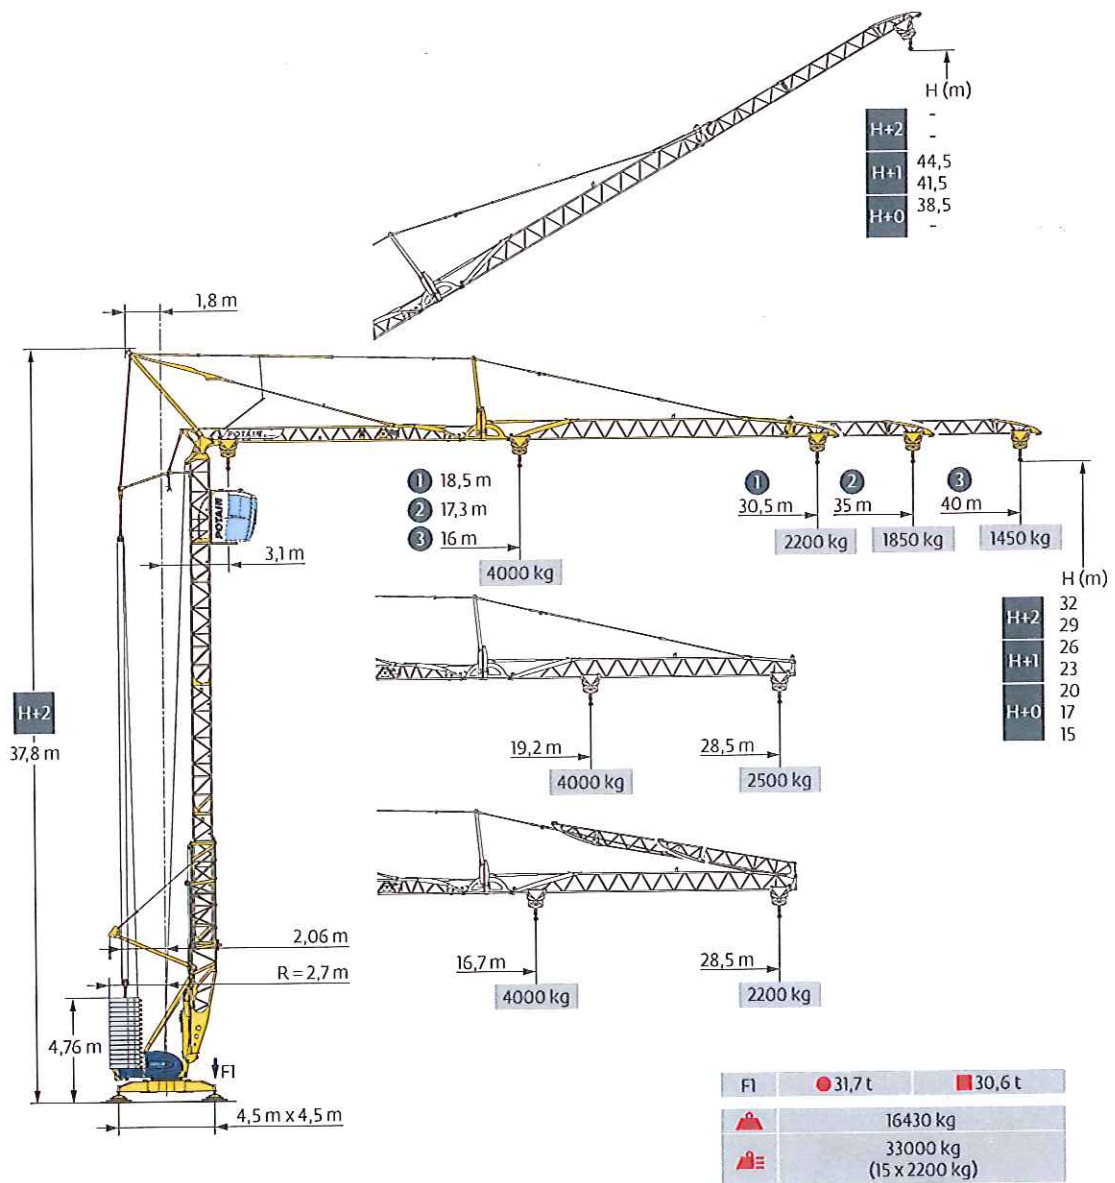 H (m)
H+2
-
-
H+1
44,5
41,5
H+0
38,5
-
1,8 m
POTAIN
POTAIN
1 18,5 m
2 17,3 m
3 16 m
4000 kg
1
30,5 m
2200 kg
2
35 m
1850 kg
3
40 m
1450 kg
3,1 m
H (m)
H+2
32
29
H+1
26
23
H+0
20
17
15
H+2
37,8 m
19,2 m
4000 kg
28,5 m
2500 kg
16,7 m
4000 kg
28,5 m
2200 kg
2,06 m
R = 2,7 m
4,76 m
F1
4,5 m x 4,5 m
F1 31,7 t 30,6 t
16430 kg
33000 kg
(15 x 2200 kg)